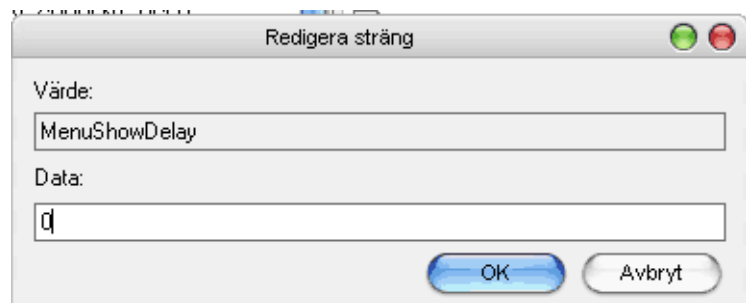 Redigera sträng
Värde:
MenuShowDelay
Data:
0
OK
Avbryt